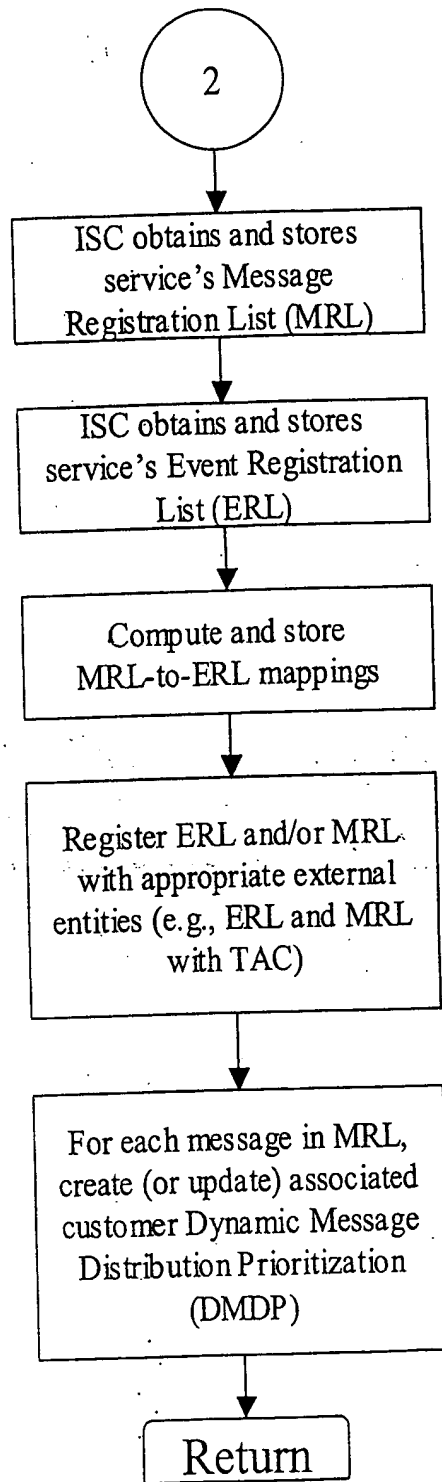 2
ISC obtains and stores
service's Message
Registration List (MRL)
ISC obtains and stores
service's Event Registration
List (ERL)
Compute and store
MRL-to-ERL mappings
Register ERL and/or MRL
with appropriate external
entities (e.g., ERL and MRL
with TAC)
For each message in MRL,
create (or update) associated
customer Dynamic Message
Distribution Prioritization
(DMDP)
Return